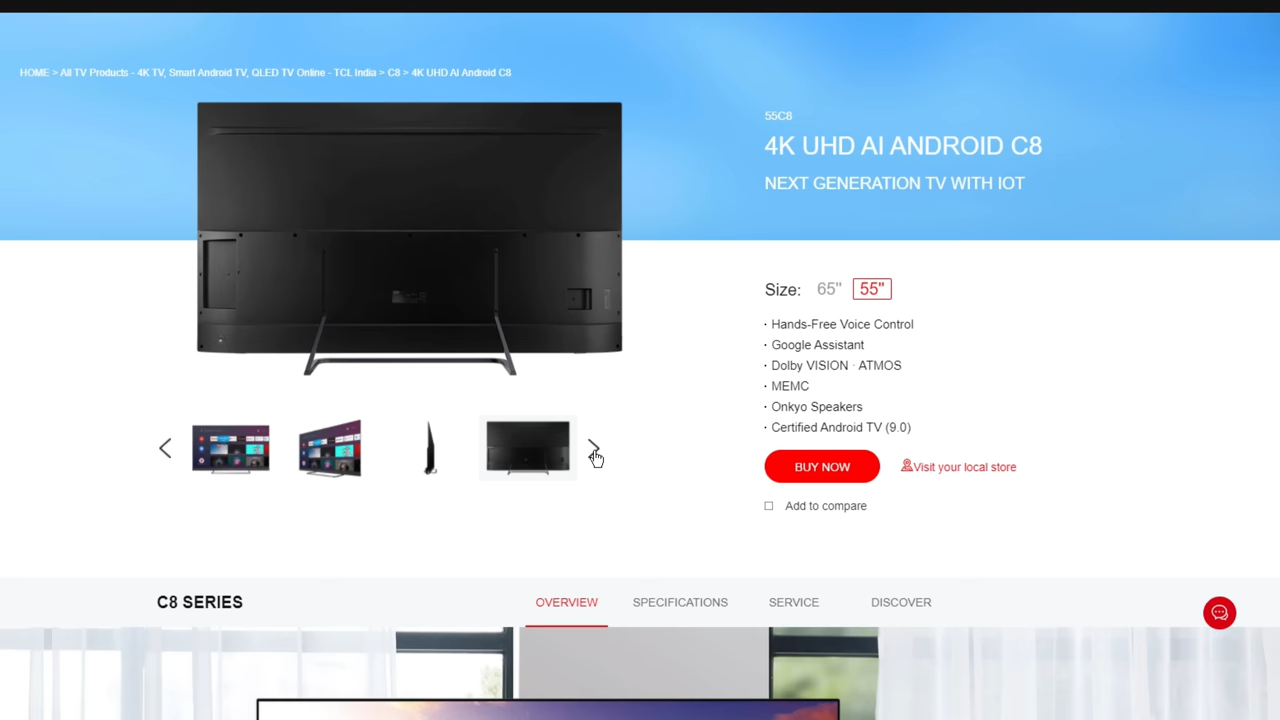 HOME > All TV Products - 4K TV, Smart Android TV, QLED TV Online - TCL India > C8 > 4K UHD AI Android C8
55C8
4K UHD AI ANDROID C8
NEXT GENERATION TV WITH IOT
Size: 65" 55"
· Hands-Free Voice Control
· Google Assistant
· Dolby VISION · ATMOS
· MEMC
· Onkyo Speakers
· Certified Android TV (9.0)
BUY NOW
Visit your local store
Add to compare
C8 SERIES
OVERVIEW
SPECIFICATIONS
SERVICE
DISCOVER